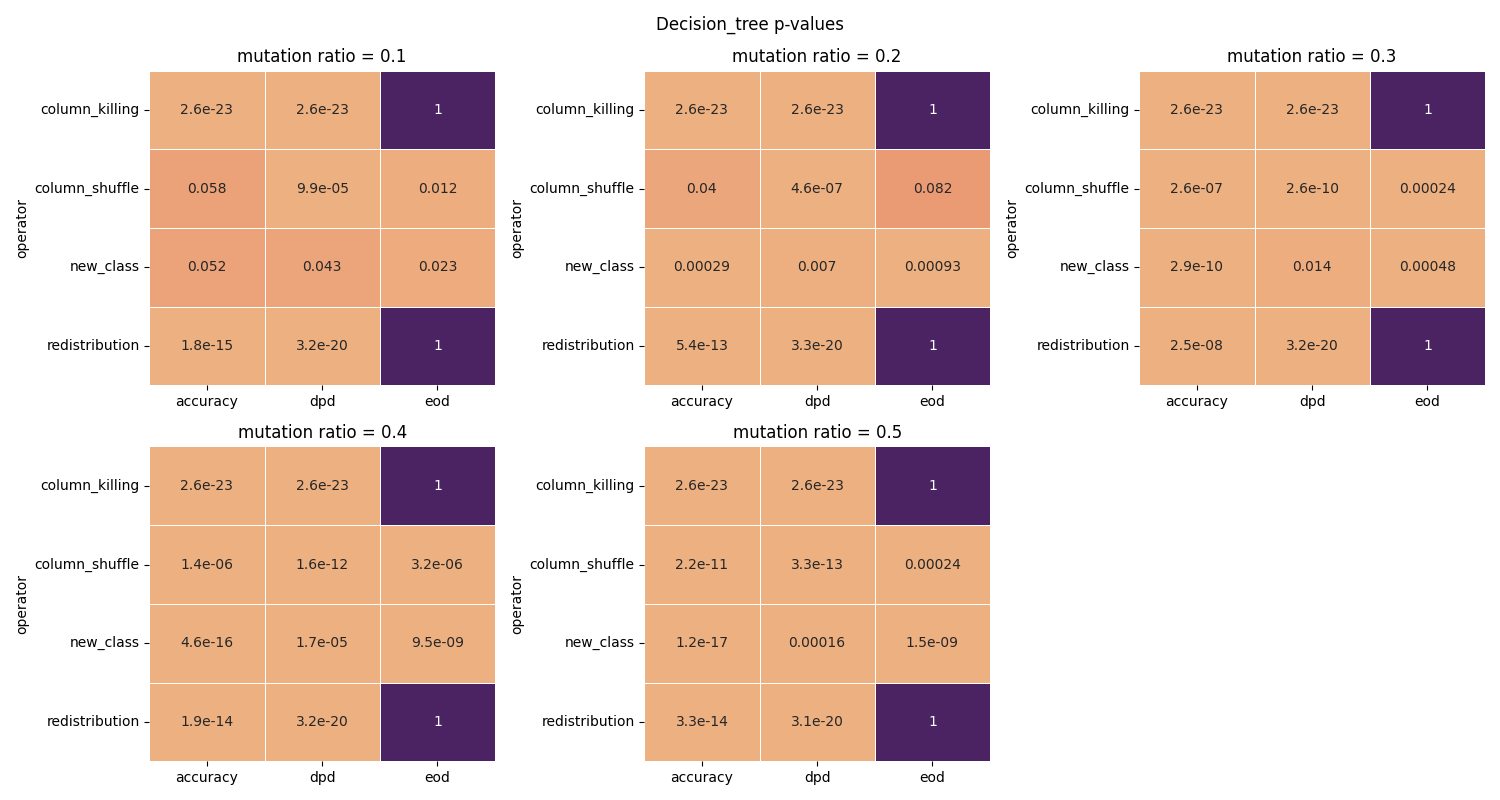 Decision_tree p-values
mutation ratio = 0.1
operator
column_killing 2.6e-23 2.6e-23 1
column_shuffle 0.058 9.9e-05 0.012
new_class 0.052 0.043 0.023
redistribution 1.8e-15 3.2e-20 1
accuracy dpd eod
mutation ratio = 0.2
operator
column_killing 2.6e-23 2.6e-23 1
column_shuffle 0.04 4.6e-07 0.082
new_class 0.00029 0.007 0.00093
redistribution 5.4e-13 3.3e-20 1
accuracy dpd eod
mutation ratio = 0.3
operator
column_killing 2.6e-23 2.6e-23 1
column_shuffle 2.6e-07 2.6e-10 0.00024
new_class 2.9e-10 0.014 0.00048
redistribution 2.5e-08 3.2e-20 1
accuracy dpd eod
mutation ratio = 0.4
operator
column_killing 2.6e-23 2.6e-23 1
column_shuffle 1.4e-06 1.6e-12 3.2e-06
new_class 4.6e-16 1.7e-05 9.5e-09
redistribution 1.9e-14 3.2e-20 1
accuracy dpd eod
mutation ratio = 0.5
operator
column_killing 2.6e-23 2.6e-23 1
column_shuffle 2.2e-11 3.3e-13 0.00024
new_class 1.2e-17 0.00016 1.5e-09
redistribution 3.3e-14 3.1e-20 1
accuracy dpd eod